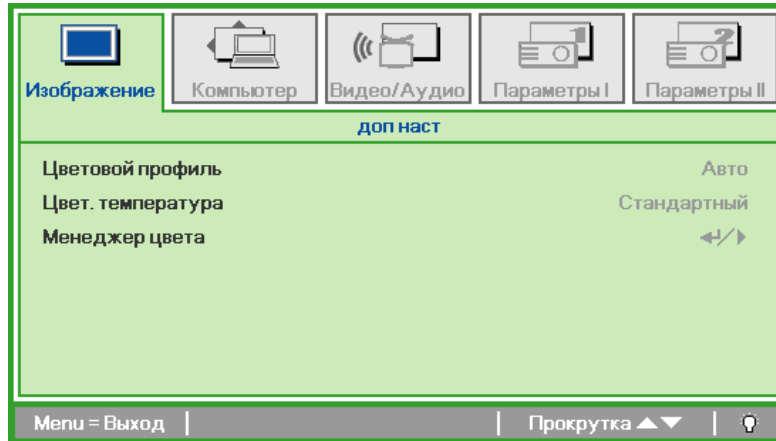 Изображение Компьютер Видео/Аудио Параметры I Параметры II
доп наст
Цветовой профиль Авто
Цвет. температура Стандартный
Менеджер цвета
Menu = Выход Прокрутка